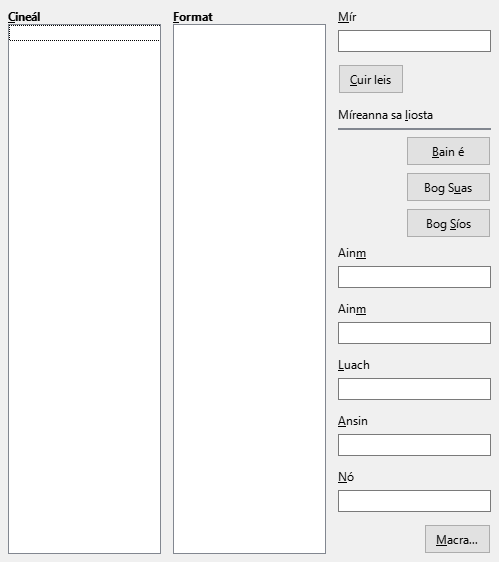 Cineál
Format
Mír
Cuir leis
Míreanna sa liosta
Bain é
Bog Suas
Bog Síos
Ainm
Ainm
Luach
Ansin
Nó
Macra...